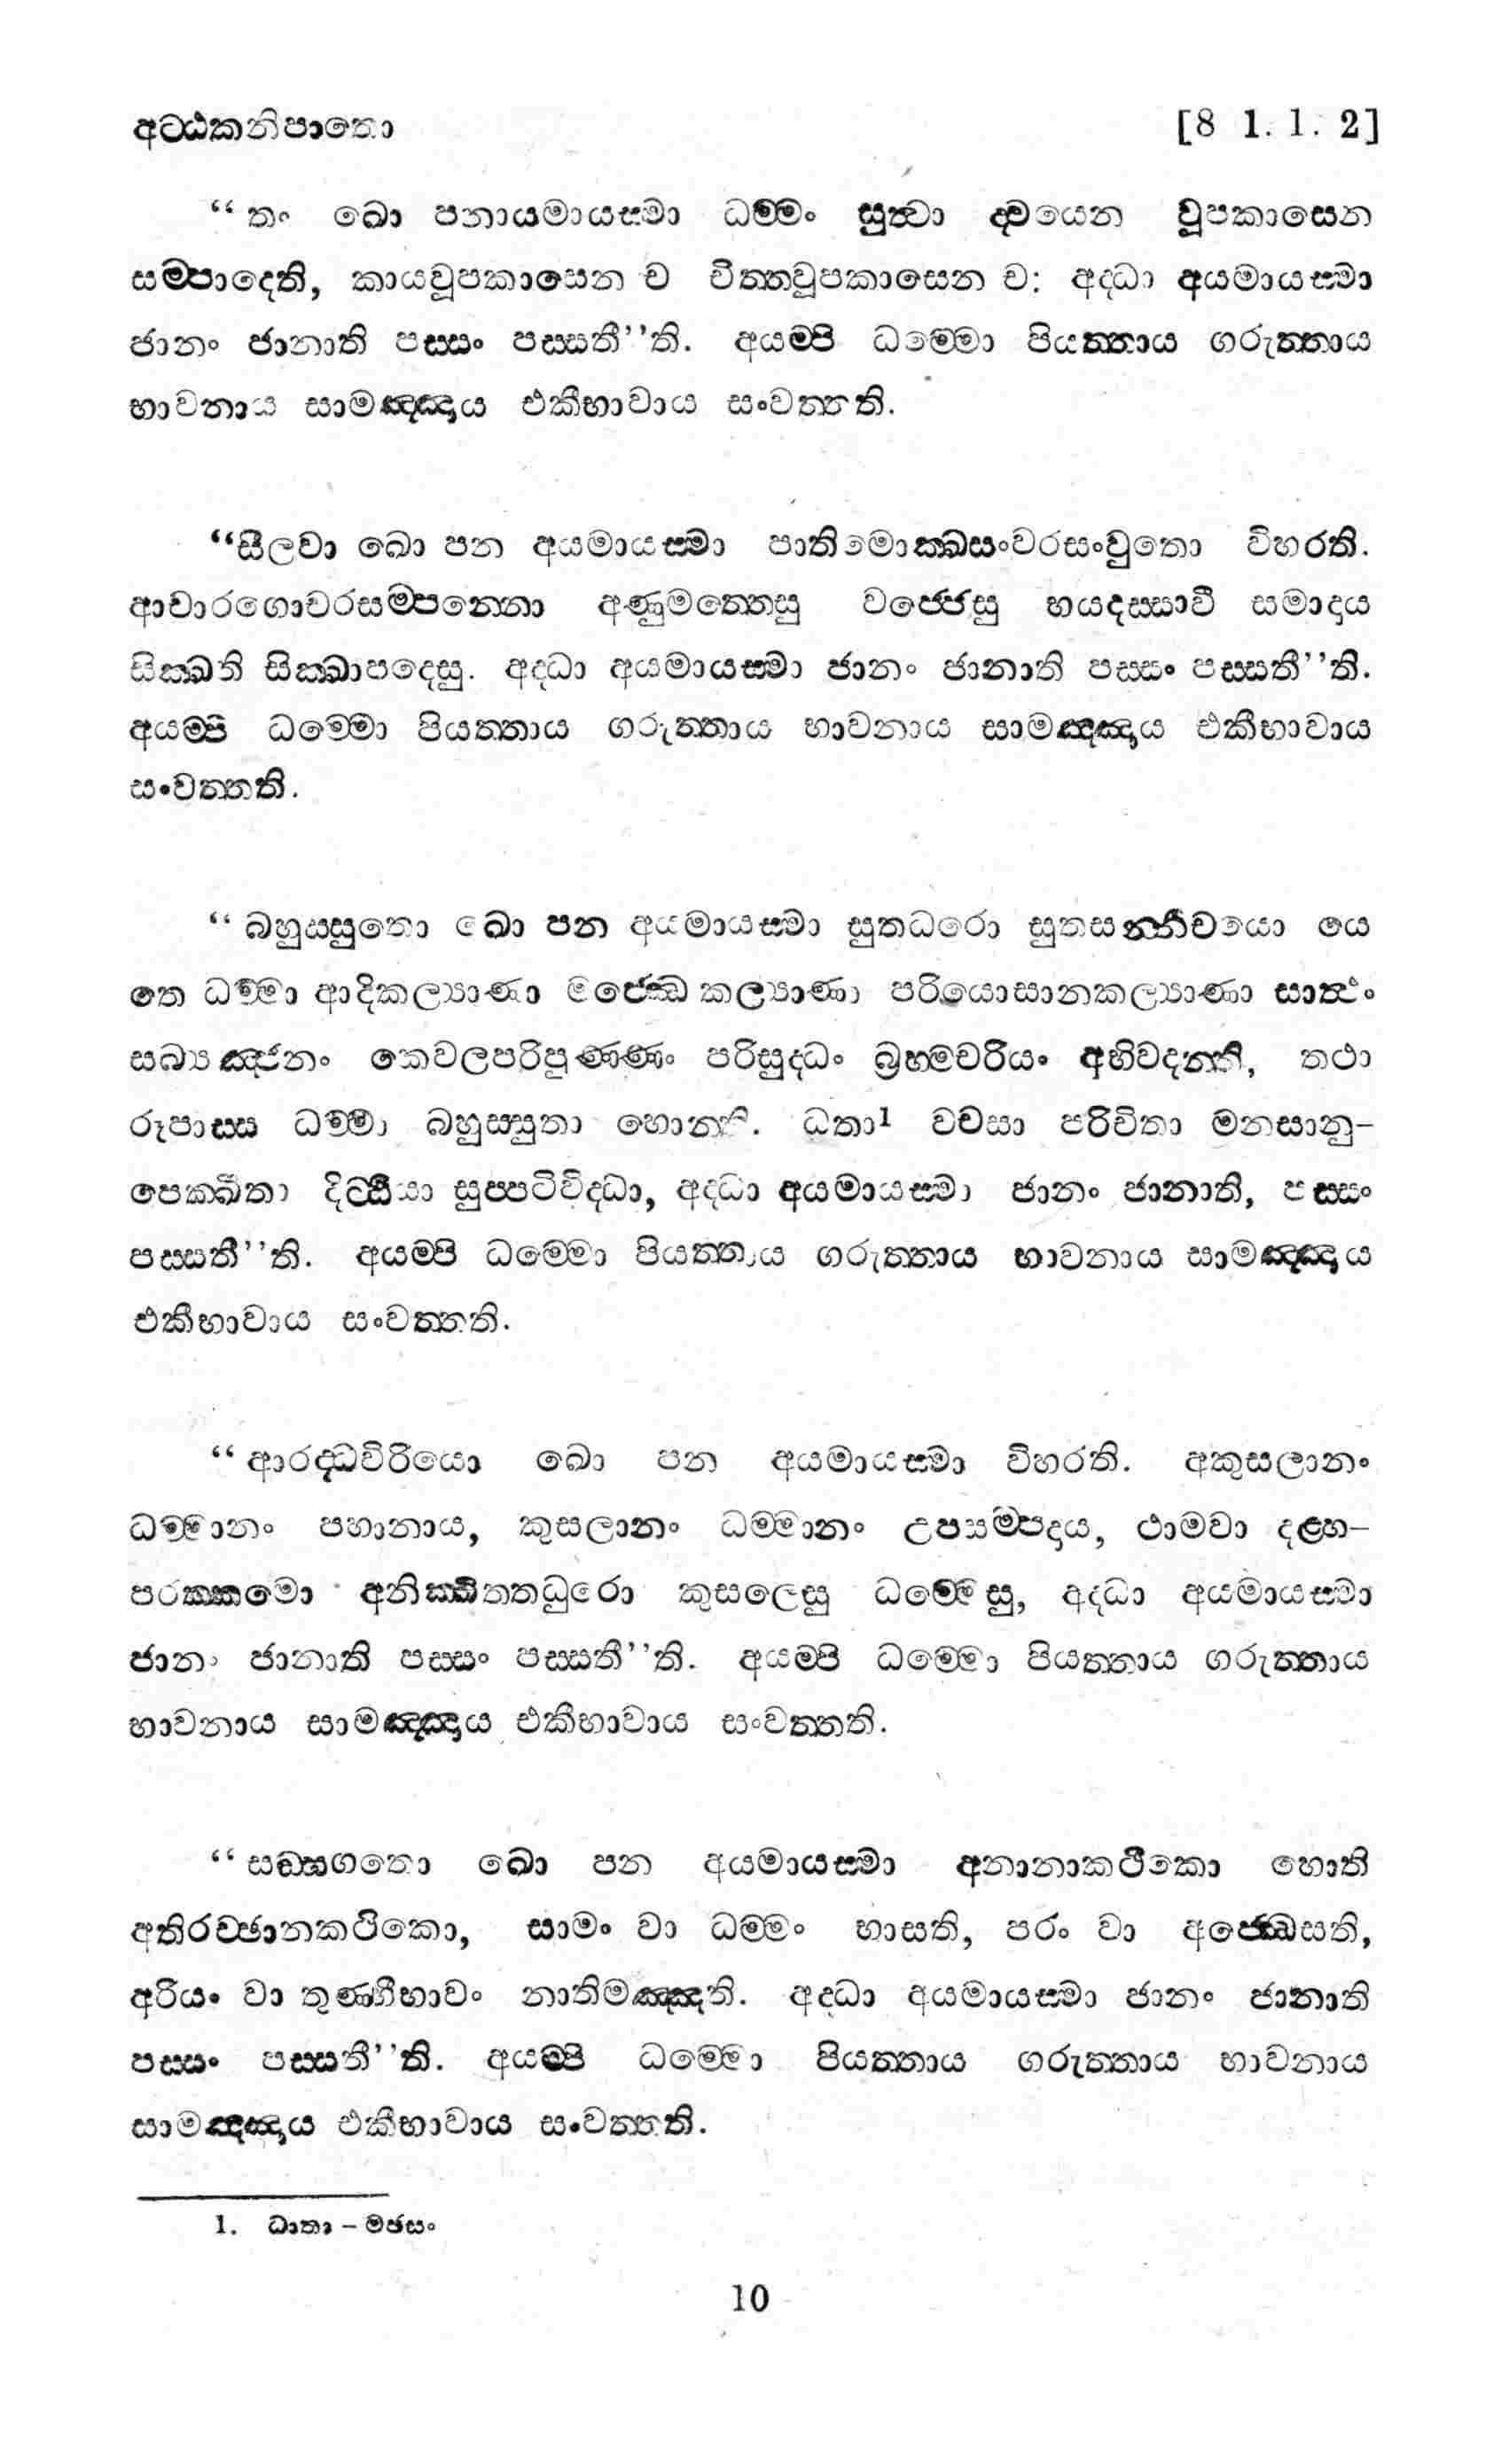 අට්ඨකනිපාතො [8 1. 1. 2]
“තං ඛො පනායමායස්මා ධම්මං සුත්වා ද්වයෙන වූපකාසෙන
සම්පාදෙති, කායවූපකාසෙන ච චිත්තවූපකාසෙන ච: අද්ධා අයමායස්මා
ජානං ජානාති පස්සං පස්සතී’’ති. අයම්පි ධම්මො පියත්තාය ගරුත්තාය
භාවනාය සාමඤ්ඤාය එකීභාවාය සංවත්තති.
“සීලවා ඛො පන අයමායස්මා පාතිමොක්ඛසංවරසංවුතො විහරති.
ආචාරගොචරසම්පන්නො අණුමත්තෙසු වජ්ජෙසු භයදස්සාවී සමාදාය
සික්ඛති සික්ඛාපදෙසු. අද්ධා අයමායස්මා ජානං ජානාති පස්සං පස්සතී’’ති.
අයම්පි ධම්මො පියත්තාය ගරුත්තාය භාවනාය සාමඤ්ඤාය එකීභාවාය
සංවත්තති.
“බහුස්සුතො ඛො පන අයමායස්මා සුතධරො සුතසන්නිචයො යෙ
තෙ ධම්මා ආදිකල්‍යාණා මජ්ඣෙකල්‍යාණා පරියොසානකල්‍යාණා සාත්ථං
සබ්‍යඤ්ජනං කෙවලපරිපුණ්ණං පරිසුද්ධං බ්‍රහ්මචරියං අභිවදන්ති, තථා
රූපාස්ස ධම්මා බහුස්සුතා හොන්ති. ධතා1 වචසා පරිචිතා මනසානු-
පෙක්ඛිතා දිට්ඨියා සුප්පටිවිද්ධා, අද්ධා අයමායස්මා ජානං ජානාති, පස්සං
පස්සතී’’ති. අයම්පි ධම්මො පියත්තාය ගරුත්තාය භාවනාය සාමඤ්ඤාය
එකීභාවාය සංවත්තති.
“ආරද්ධවිරියො ඛො පන අයමායස්මා විහරති. අකුසලානං
ධම්මානං පහානාය, කුසලානං ධම්මානං උපසම්පදාය, ථාමවා දළ්හ-
පරක්කමො අනික්ඛිත්තධුරො කුසලෙසු ධම්මෙසු, අද්ධා අයමායස්මා
ජානං ජානාති පස්සං පස්සතී’’ති. අයම්පි ධම්මො පියත්තාය ගරුත්තාය
භාවනාය සාමඤ්ඤාය එකීභාවාය සංවත්තති.
“සඞ්ඝගතො ඛො පන අයමායස්මා අනානාකථිකො හොති
අතිරච්ඡානකථිකො, සාමං වා ධම්මං භාසති, පරං වා අජ්ඣෙසති,
අරියං වා තුණ්හීභාවං නාතිමඤ්ඤති. අද්ධා අයමායස්මා ජානං ජානාති
පස්සං පස්සතී’’ති. අයම්පි ධම්මො පියත්තාය ගරුත්තාය භාවනාය
සාමඤ්ඤාය එකීභාවාය සංවත්තති.
1. ධාතා – මඡසං
10